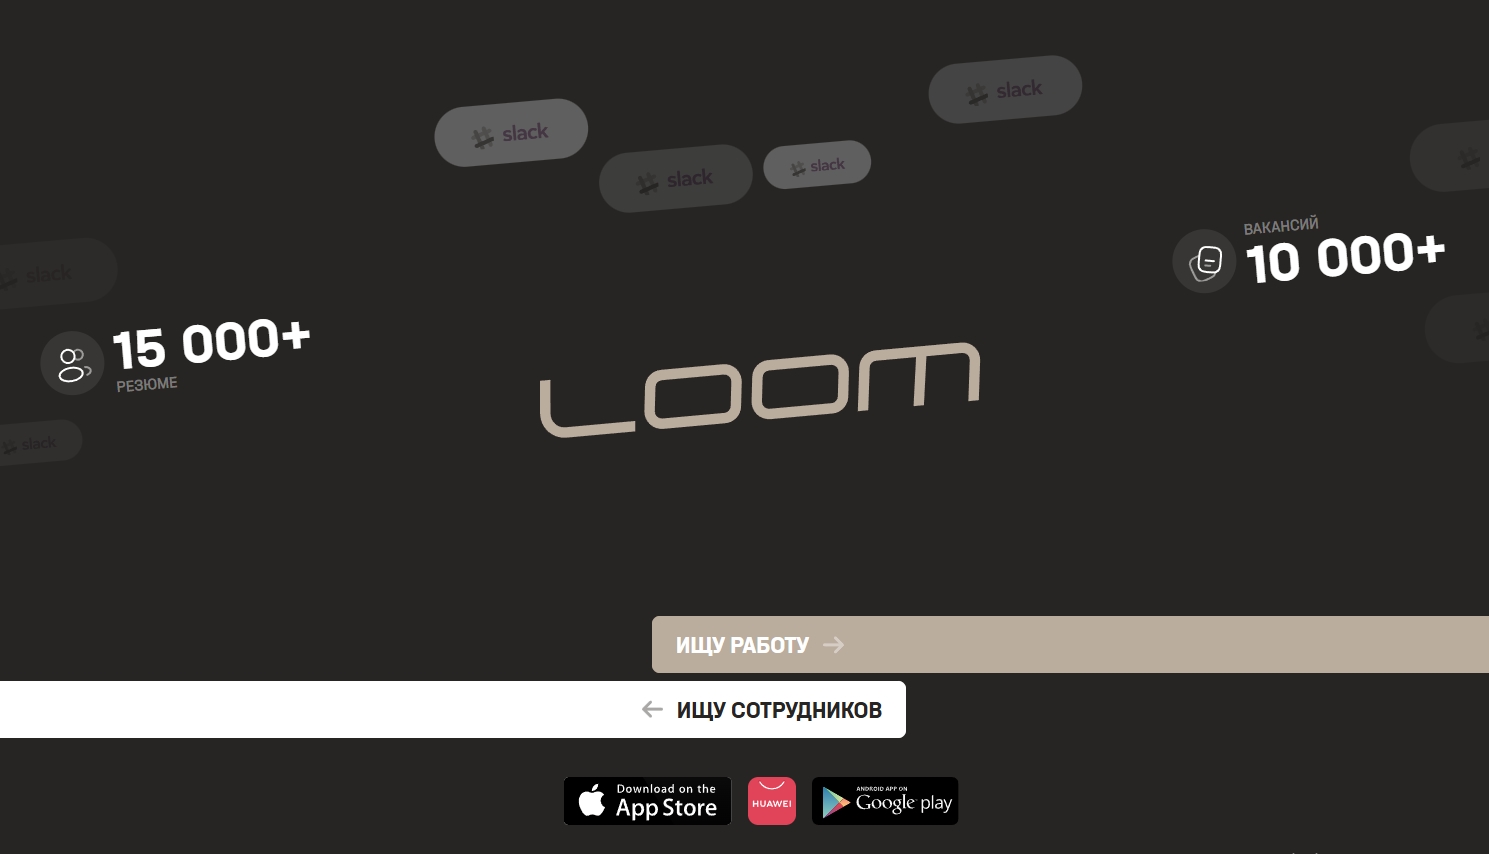 slack
slack
slack
slack
ВАКАНСИЙ
10 000+
slack
15 000+
РЕЗЮМЕ
LOOM
slack
ИЩУ РАБОТУ
ИЩУ СОТРУДНИКОВ
Download on the
App Store
HUAWEI
ANDROID APP ON
Google play